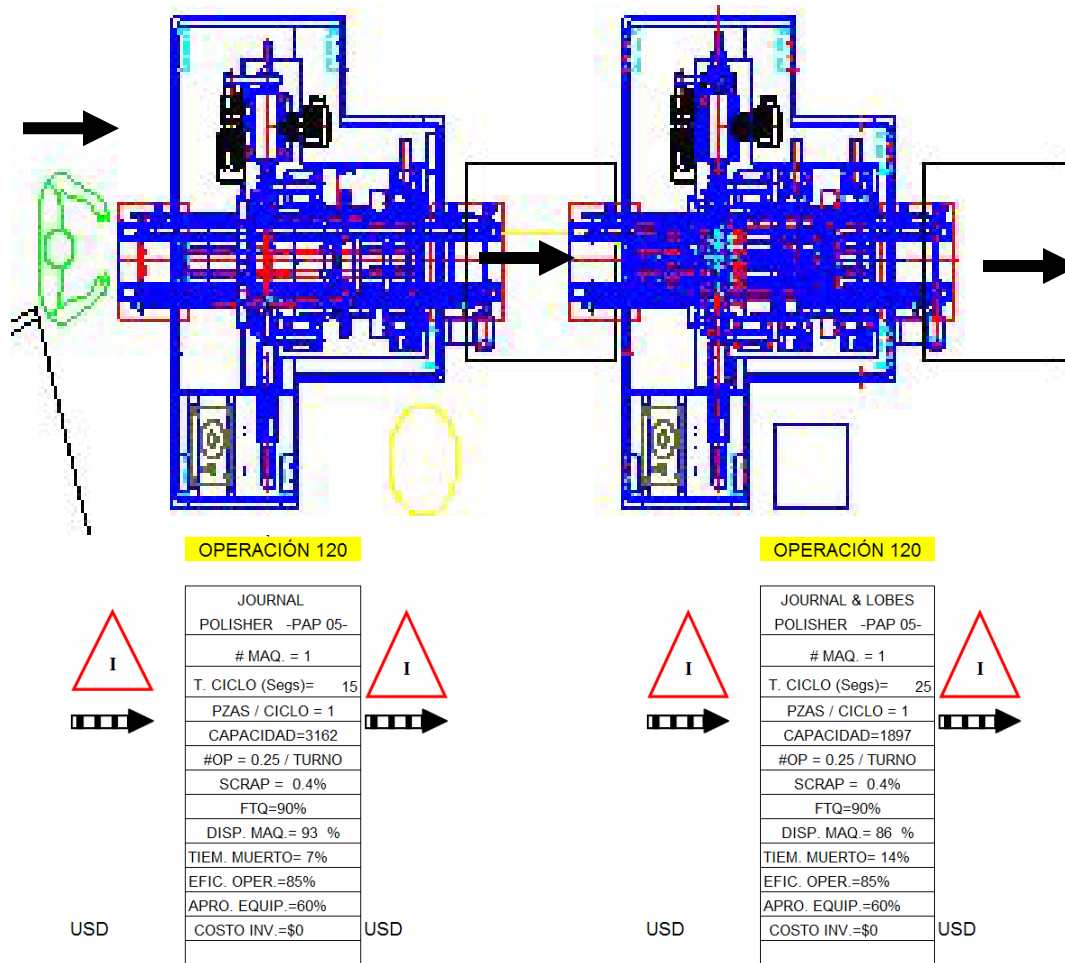 OPERACIÓN 120
JOURNAL
POLISHER -PAP 05-
# MAQ. = 1
T. CICLO (Segs)= 15
PZAS / CICLO = 1
CAPACIDAD=3162
#OP = 0.25 / TURNO
SCRAP = 0.4%
FTQ=90%
DISP. MAQ.= 93 %
TIEM. MUERTO= 7%
EFIC. OPER.=85%
APRO. EQUIP.=60%
COSTO INV.=$0
I
I
USD
USD
OPERACIÓN 120
JOURNAL & LOBES
POLISHER -PAP 05-
# MAQ. = 1
T. CICLO (Segs)= 25
PZAS / CICLO = 1
CAPACIDAD=1897
#OP = 0.25 / TURNO
SCRAP = 0.4%
FTQ=90%
DISP. MAQ.= 86 %
TIEM. MUERTO= 14%
EFIC. OPER.=85%
APRO. EQUIP.=60%
COSTO INV.=$0
I
I
USD
USD